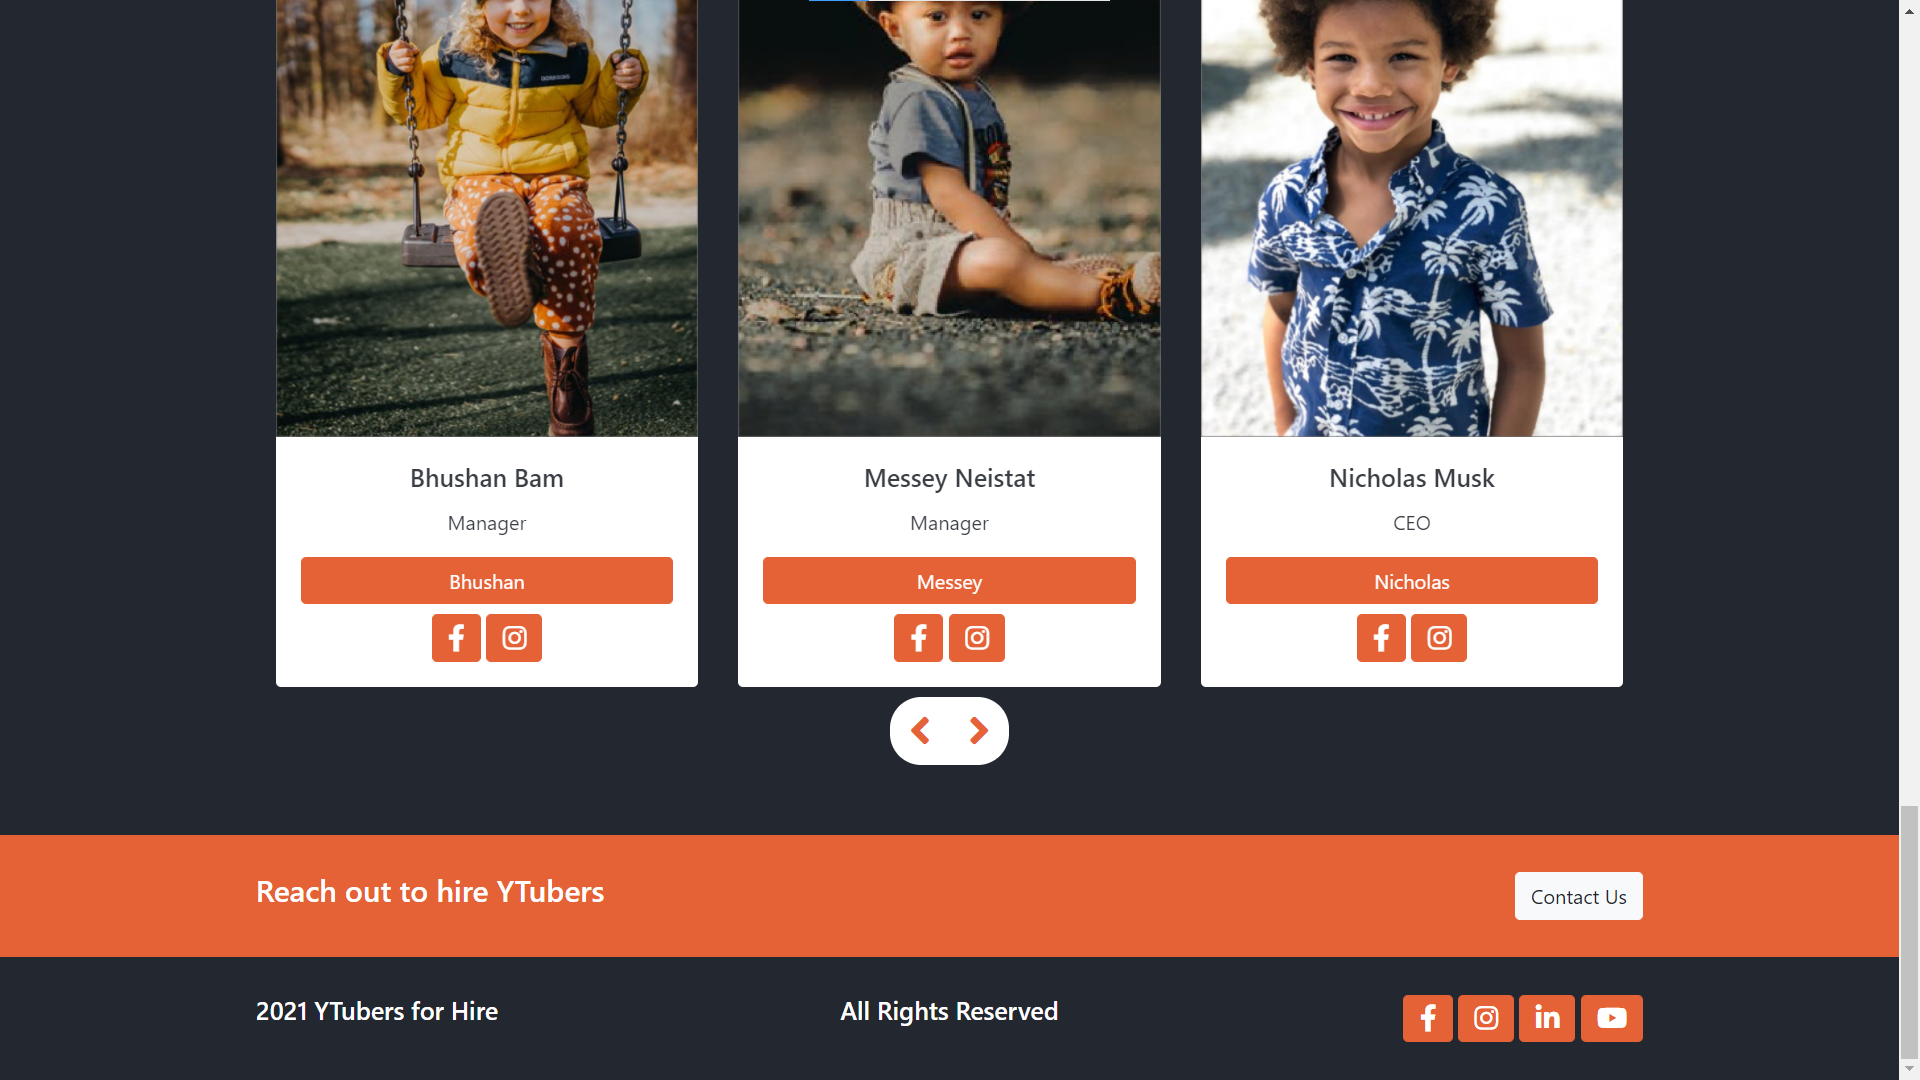 Bhushan Bam
Manager
Bhushan
Messey Neistat
Manager
Messey
Nicholas Musk
CEO
Nicholas
Reach out to hire YTubers
Contact Us
2021 YTubers for Hire
All Rights Reserved